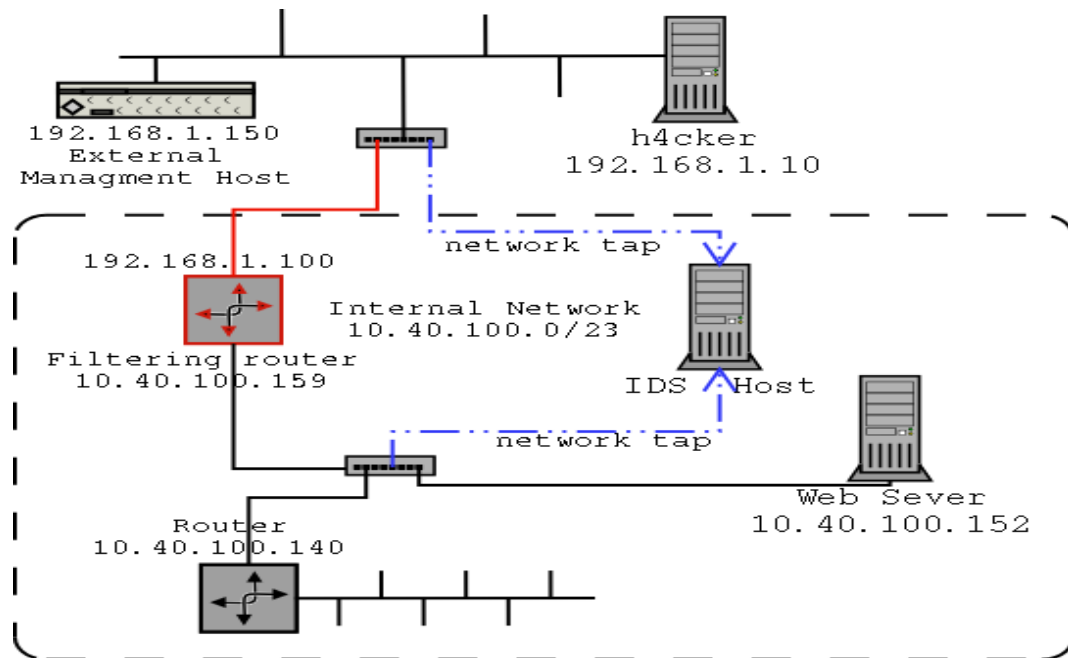 192.168.1.150
External
Managment Host
h4cker
192.168.1.10
network tap
192.168.1.100
Internal Network
10.40.100.0/23
Filtering router
10.40.100.159
IDS Host
network tap
Web Sever
10.40.100.152
Router
10.40.100.140